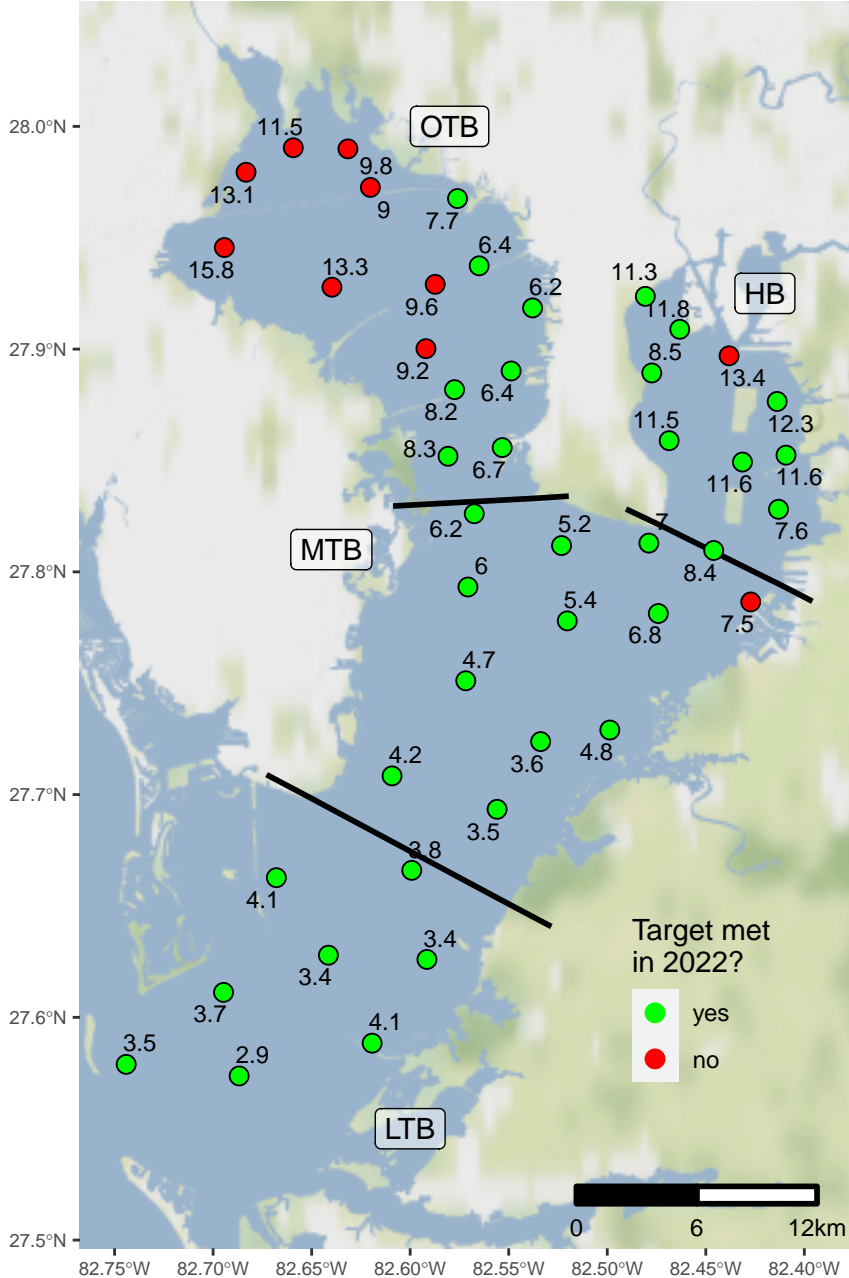 28.0°N
27.9°N
27.8°N
27.7°N
27.6°N
27.5°N
OTB
11.5
9.8
13.1
9
7.7
15.8
13.3
6.4
9.6
6.2
9.2
8.2
6.4
8.3
6.7
HB
11.3
11.8
8.5
13.4
12.3
11.5
11.6
11.6
7.6
MTB
6.2
5.2
7
8.4
6
5.4
6.8
7.5
4.7
4.2
3.6
4.8
3.5
3.8
4.1
3.4
3.4
3.7
4.1
3.5
2.9
LTB
Target met
in 2022?
yes
no
0 6 12km
82.75°W 82.70°W 82.65°W 82.60°W 82.55°W 82.50°W 82.45°W 82.40°W